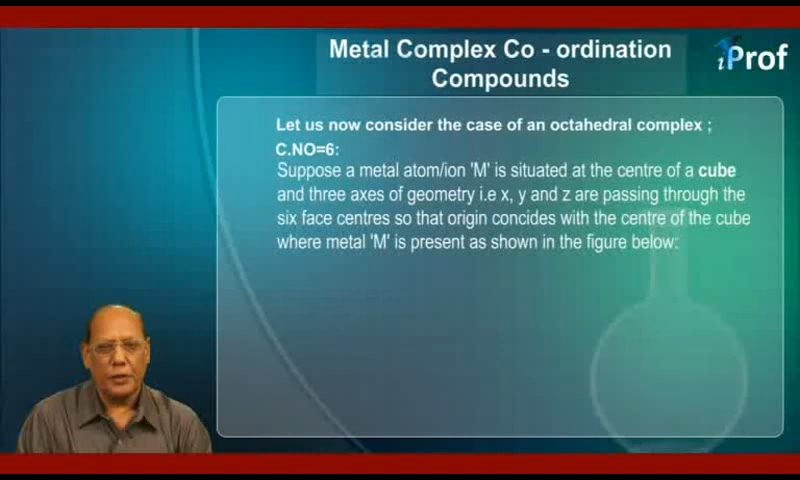 Metal Complex Co - ordination
Compounds
iProf
Let us now consider the case of an octahedral complex ;
C.NO=6:
Suppose a metal atom/ion 'M' is situated at the centre of a cube
and three axes of geometry i.e x, y and z are passing through the
six face centres so that origin concides with the centre of the cube
where metal 'M' is present as shown in the figure below: